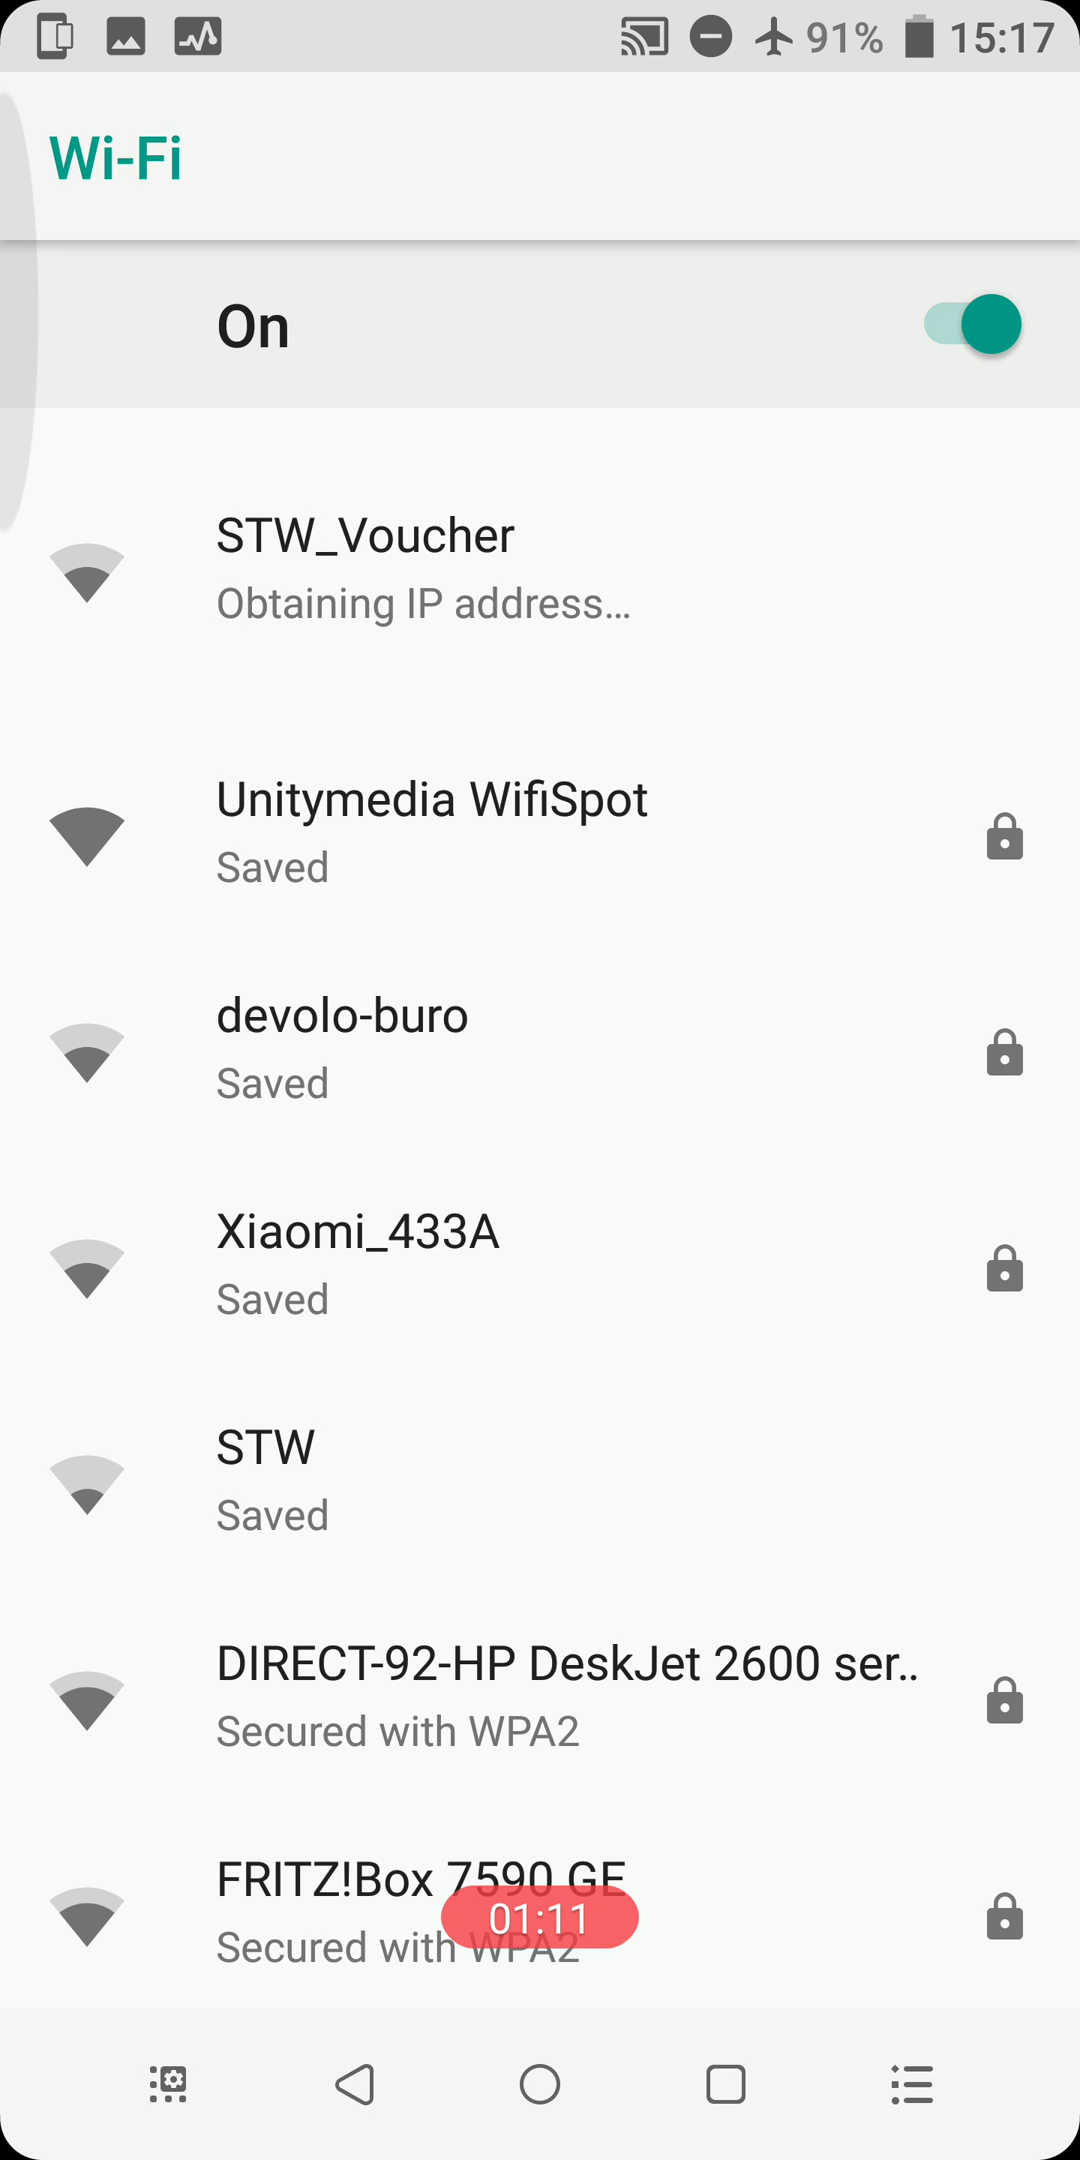 91% 15:17
Wi-Fi
On
STW_Voucher
Obtaining IP address...
Unitymedia WifiSpot
Saved
devolo-buro
Saved
Xiaomi_433A
Saved
STW
Saved
DIRECT-92-HP DeskJet 2600 ser..
Secured with WPA2
FRITZ!Box 7590 GE
01:11
Secured with WPA2